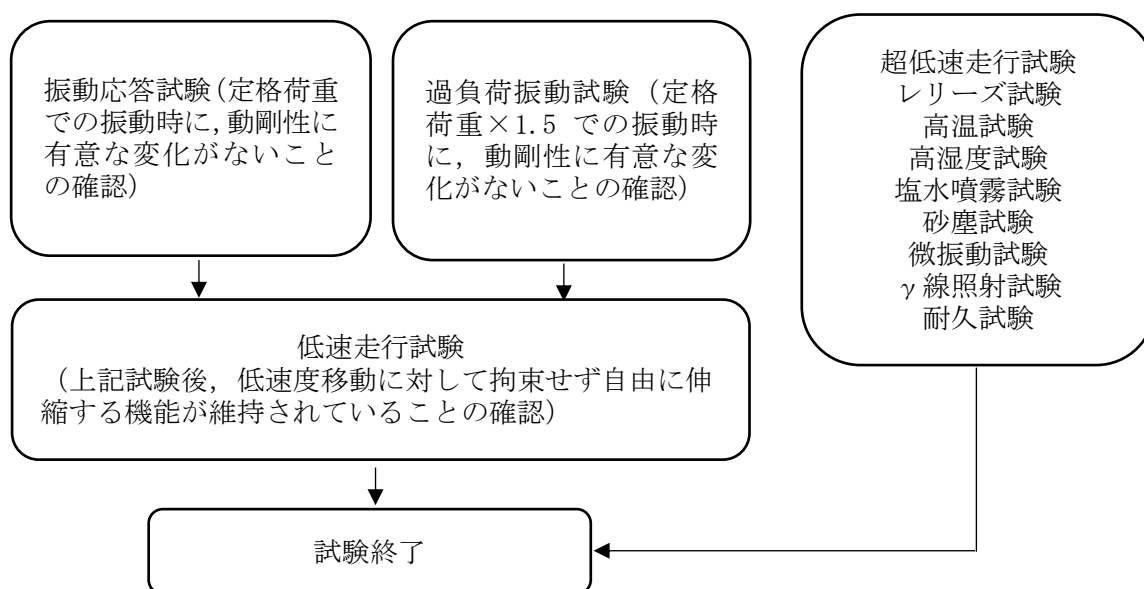 振動応答試験(定格荷重
での振動時に,動剛性に
有意な変化がないこと
の確認)
過負荷振動試験(定格
荷重×1.5 での振動時
に,動剛性に有意な変
化がないことの確認)
超低速走行試験
レリーズ試験
高温試験
高湿度試験
塩水噴霧試験
砂塵試験
微振動試験
γ線照射試験
耐久試験
低速走行試験
(上記試験後,低速度移動に対して拘束せず自由に伸
縮する機能が維持されていることの確認)
試験終了